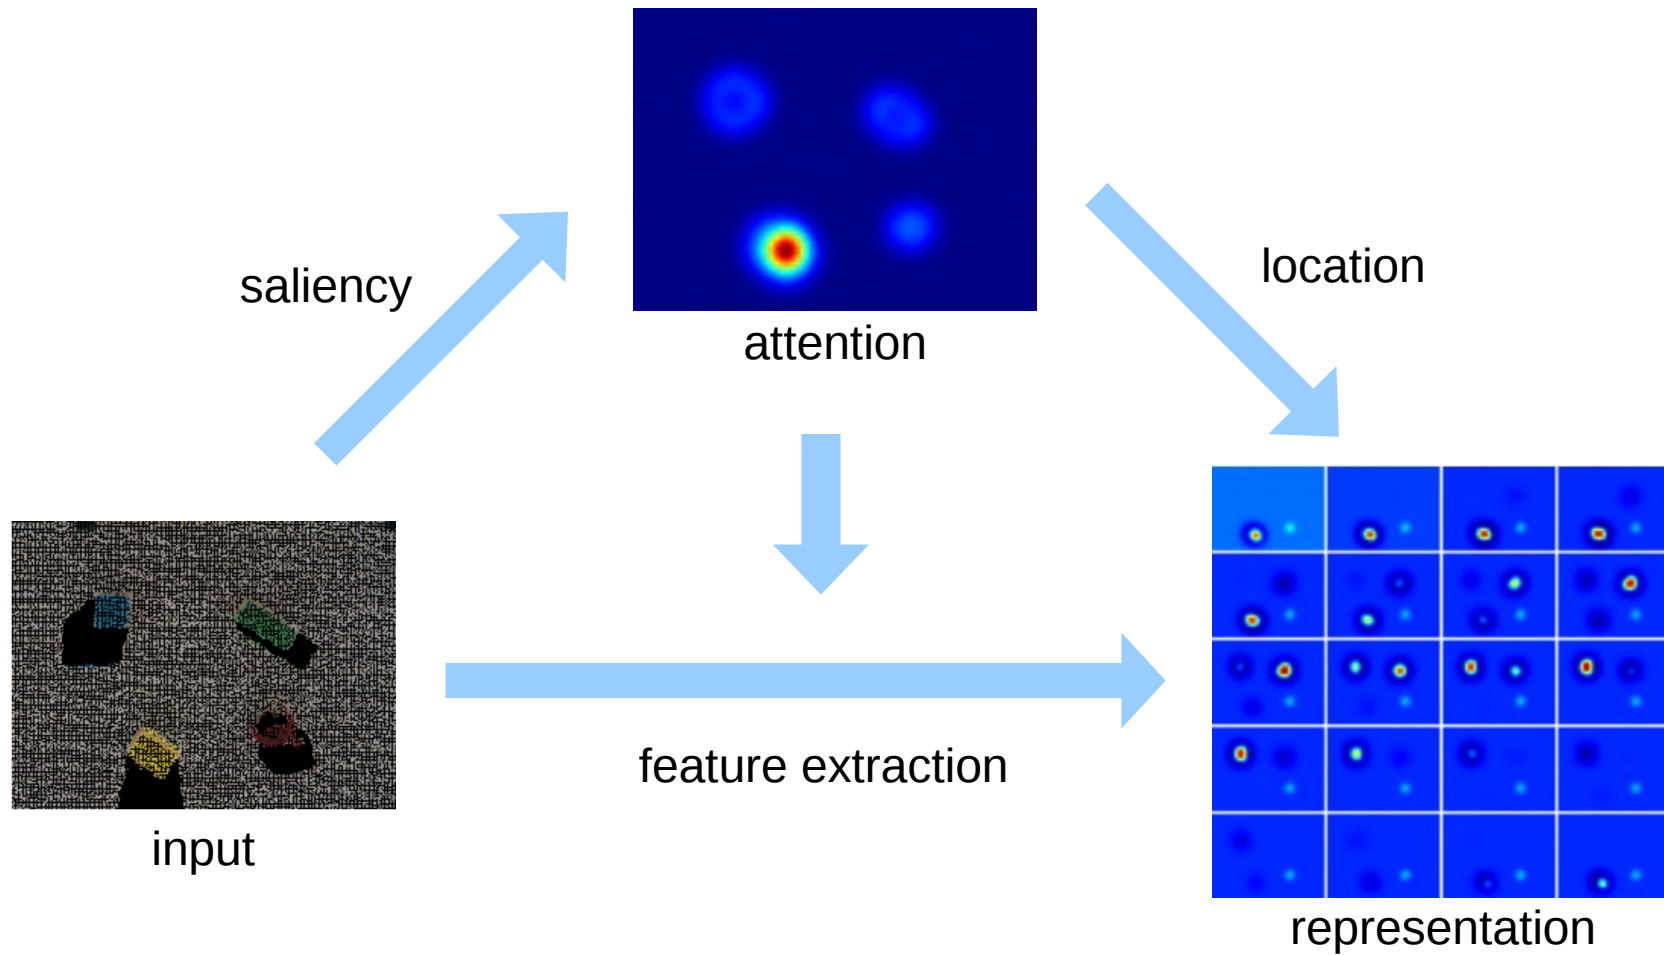 saliency
location
attention
feature extraction
input
representation